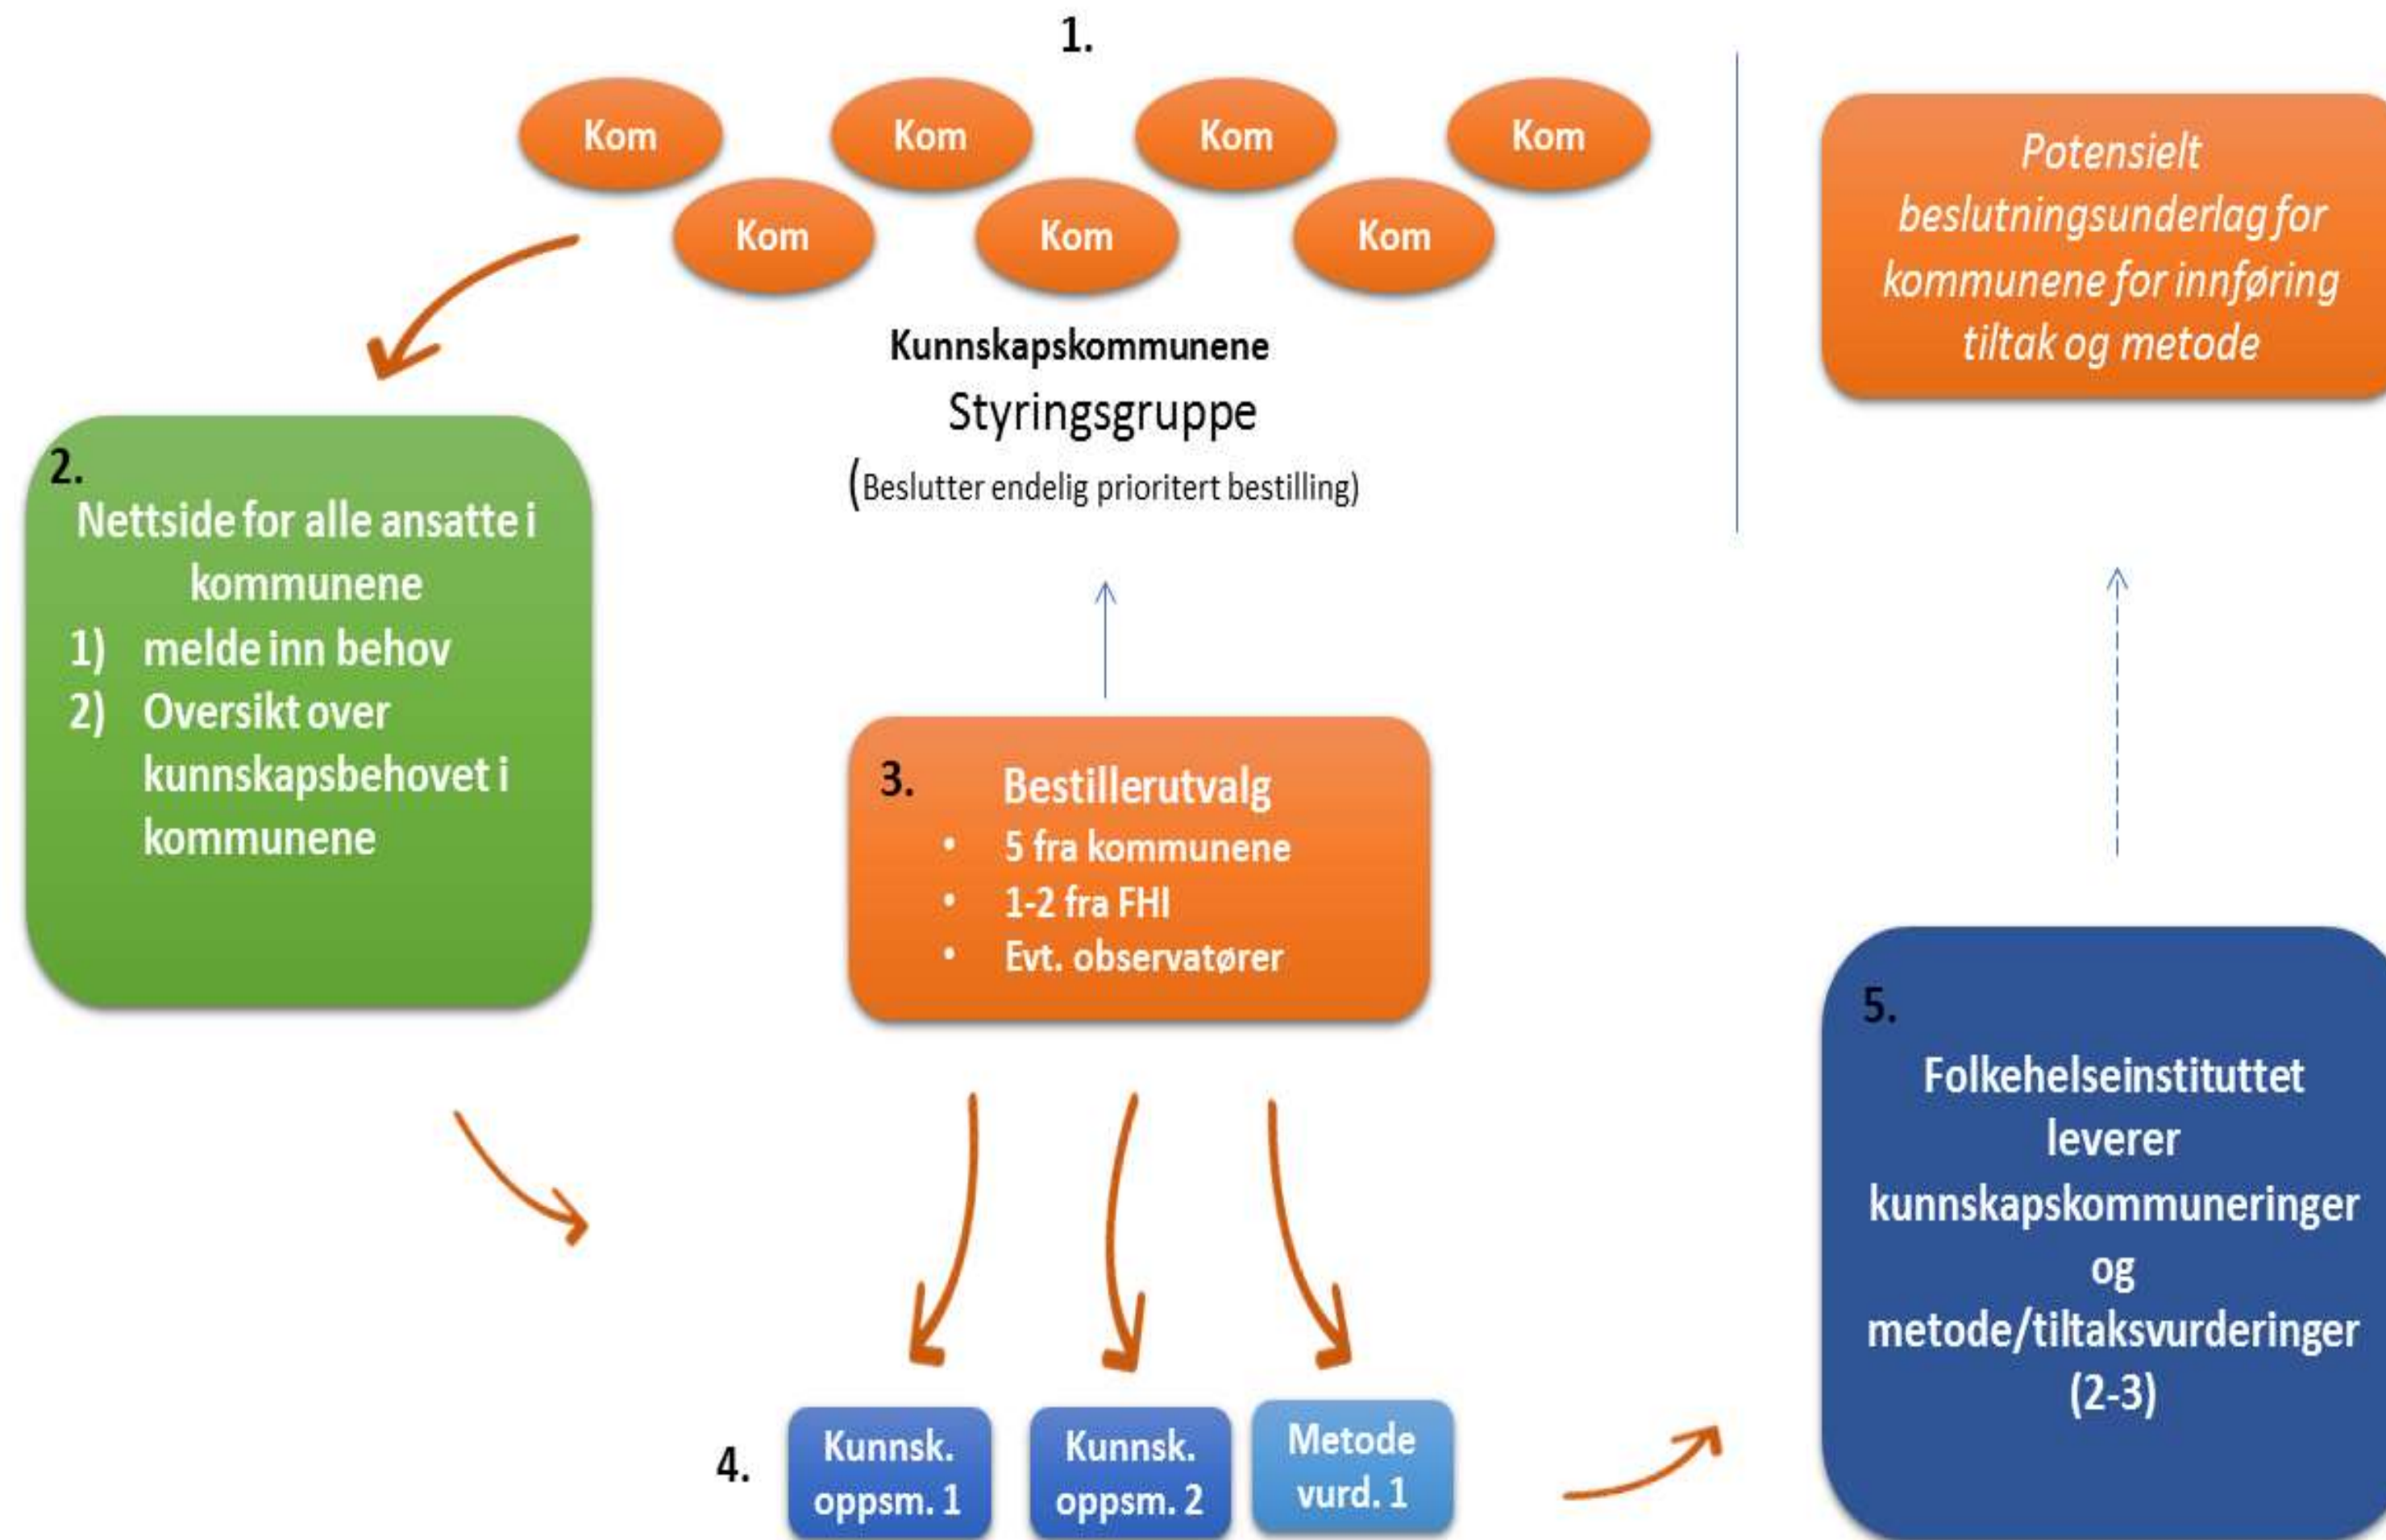 1.
Kom
Kom
Kom
Kom
Kom
Kom
Kom
Kunnskapskommunene
Styringsgruppe
(Beslutter endelig prioritert bestilling)
Potensielt
beslutningsunderlag for
kommunene for innføring
tiltak og metode
2.
Nettside for alle ansatte i
kommunene
1) melde inn behov
2) Oversikt over
kunnskapsbehovet i
kommunene
3. Bestillerutvalg
• 5 fra kommunene
• 1-2 fra FHI
• Evt. observatører
4.
Kunnsk.
oppsm. 1
Kunnsk.
oppsm. 2
Metode
vurd. 1
5.
Folkehelseinstituttet
leverer
kunnskapskommuneringer
og
metode/tiltaksvurderinger
(2-3)